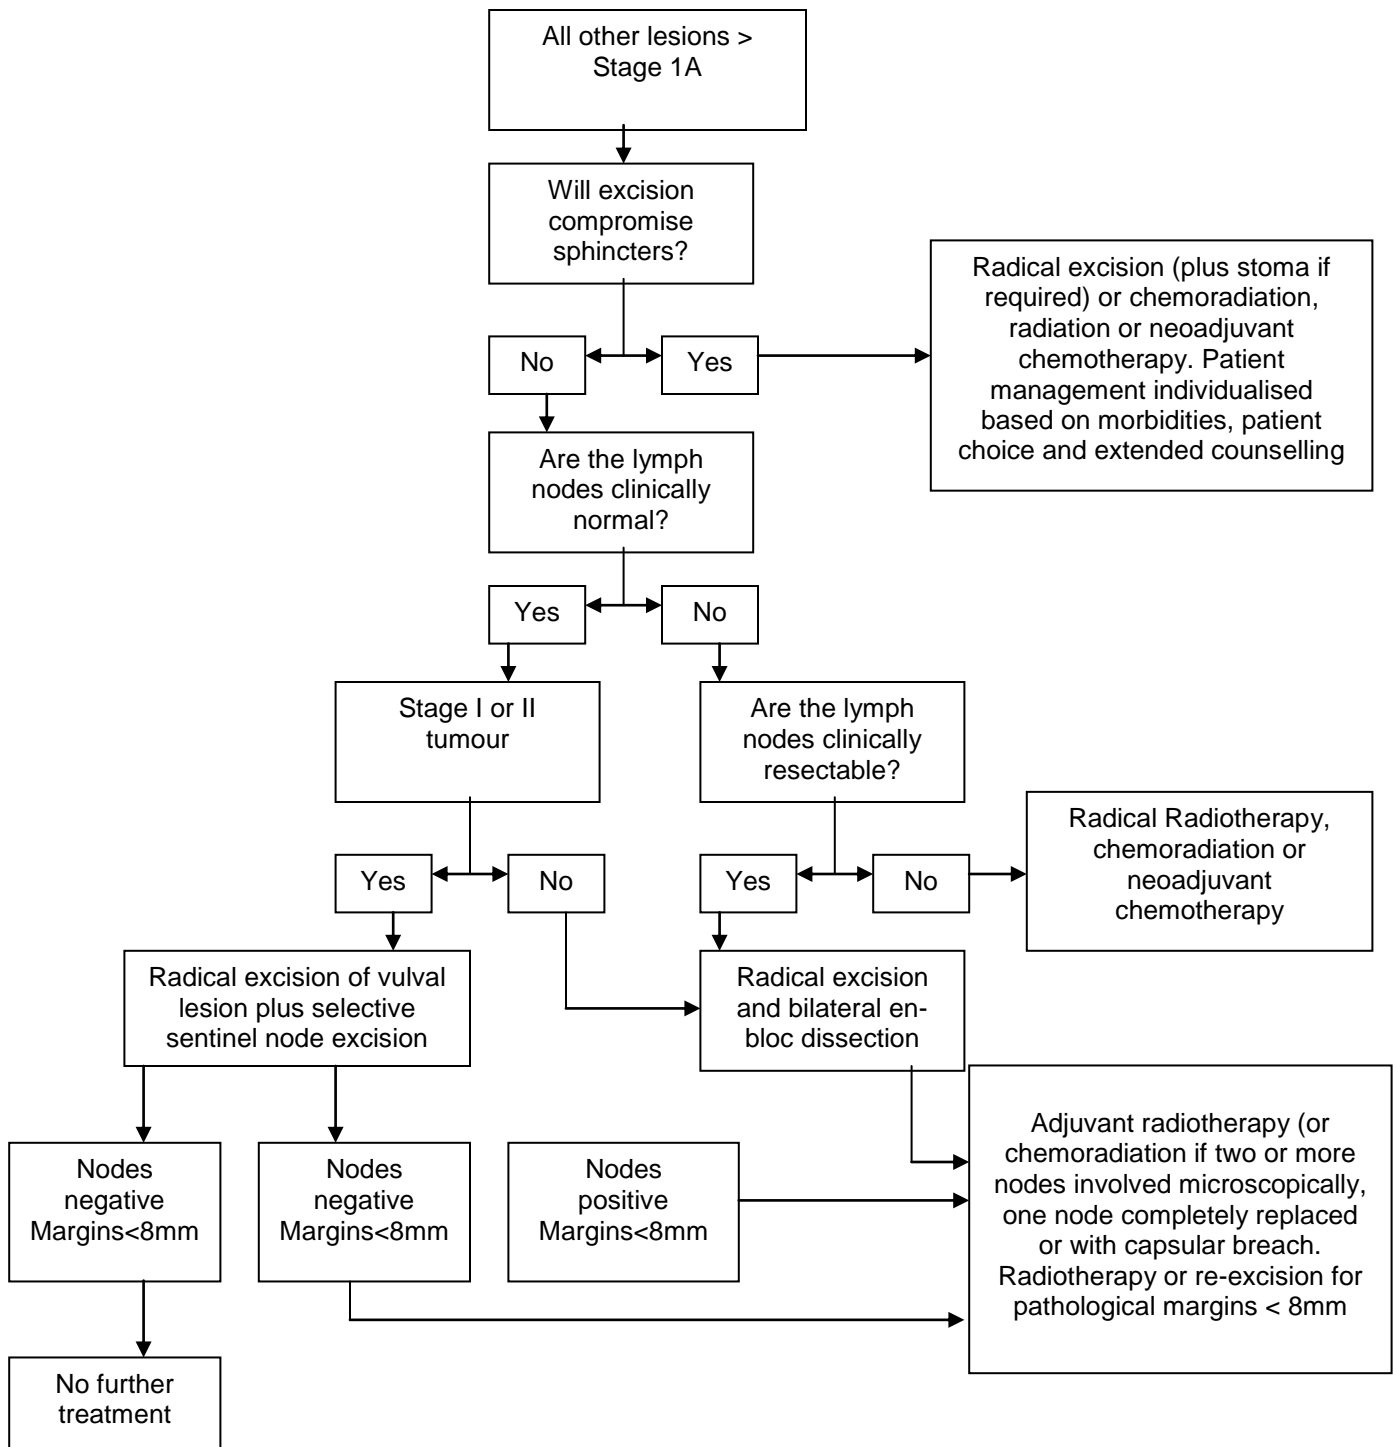 All other lesions >
Stage 1A
Will excision
compromise
sphincters?
Radical excision (plus stoma if
required) or chemoradiation,
radiation or neoadjuvant
chemotherapy. Patient
management individualised
based on morbidities, patient
choice and extended counselling
No
Yes
Are the lymph
nodes clinically
normal?
Yes
No
Stage I or II
tumour
Are the lymph
nodes clinically
resectable?
Radical Radiotherapy,
chemoradiation or
neoadjuvant
chemotherapy
Yes
No
Yes
No
Radical excision of vulval
lesion plus selective
sentinel node excision
Radical excision
and bilateral en-
bloc dissection
Nodes
negative
Margins<8mm
Nodes
negative
Margins<8mm
Nodes
positive
Margins<8mm
Adjuvant radiotherapy (or
chemoradiation if two or more
nodes involved microscopically,
one node completely replaced
or with capsular breach.
Radiotherapy or re-excision for
pathological margins < 8mm
No further
treatment